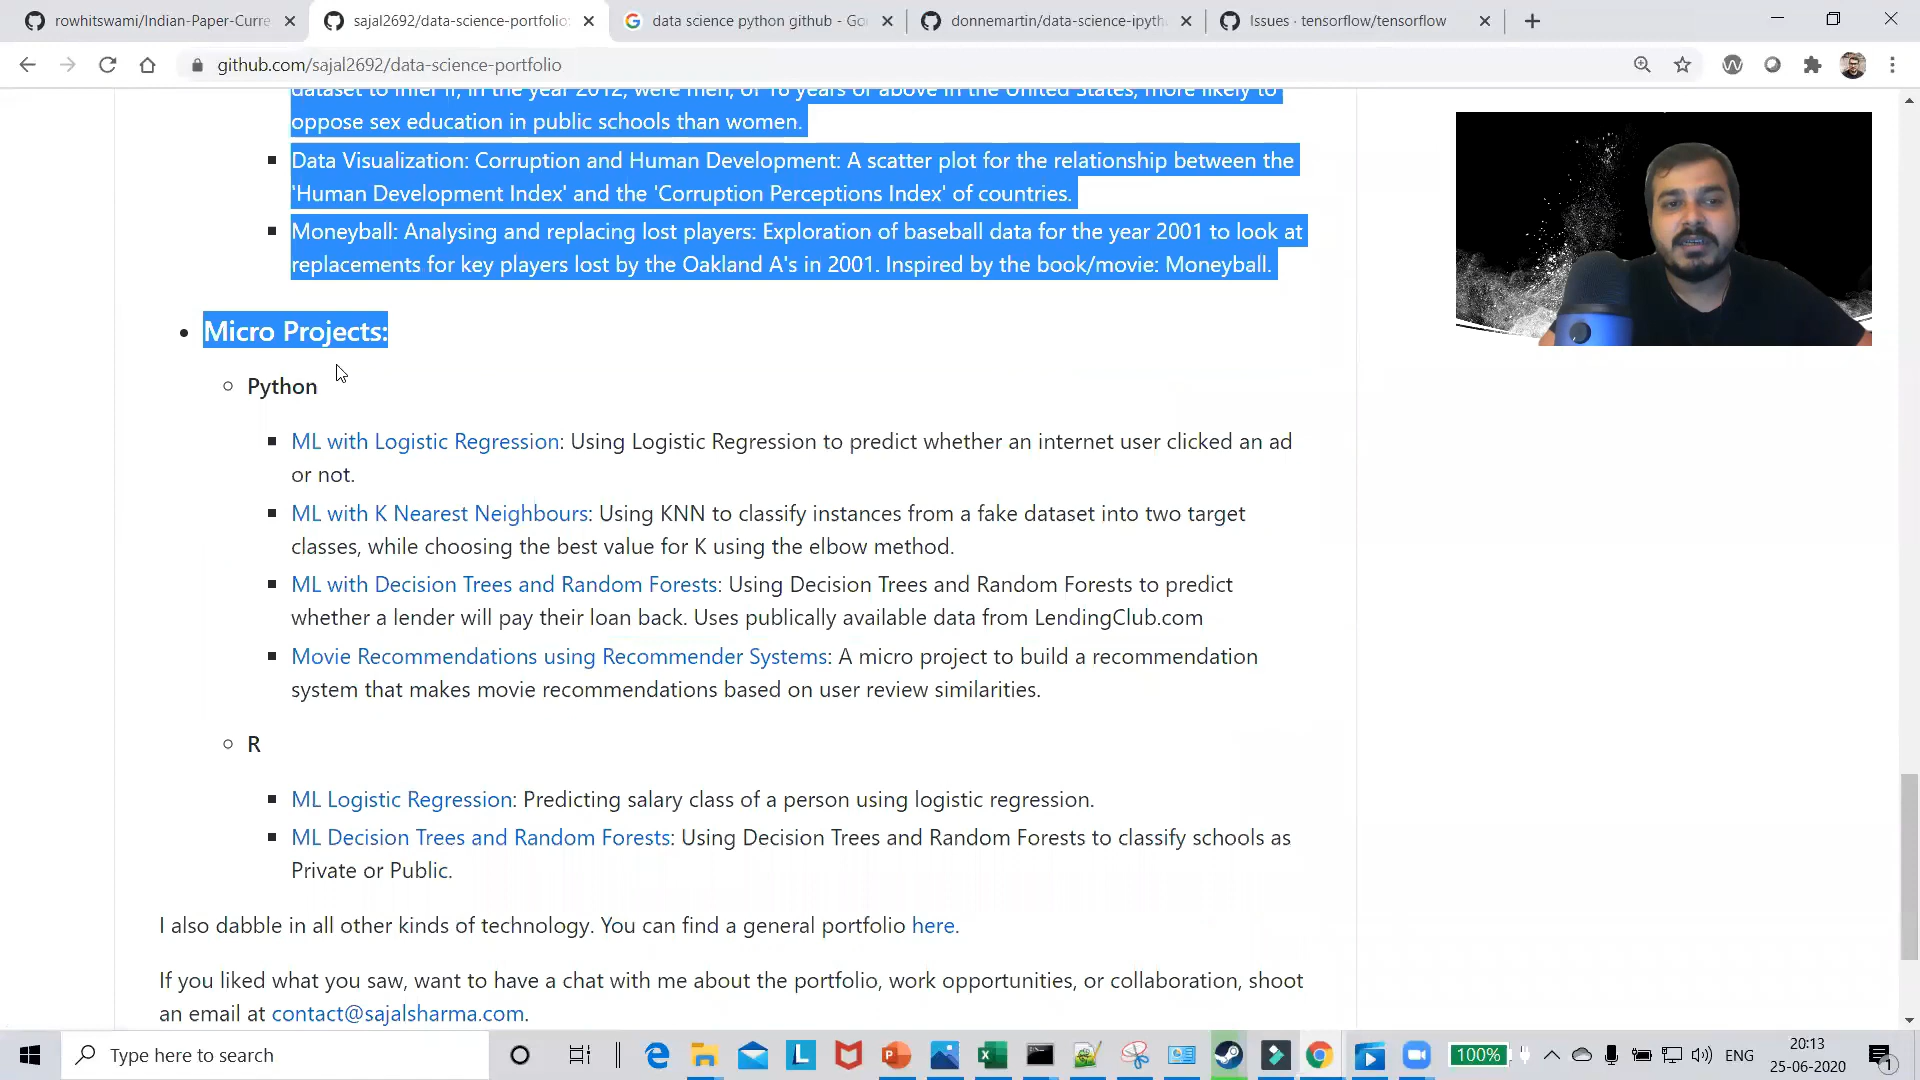 rowhitswami/Indian-Paper-Curre
sajal2692/data-science-portfolio
data science python github - Go
donnemartin/data-science-ipyth
Issues · tensorflow/tensorflow
github.com/sajal2692/data-science-portfolio
dataset to infer if, in the year 2012, were men, of 18 years or above in the United States, more likely to
oppose sex education in public schools than women.
Data Visualization: Corruption and Human Development: A scatter plot for the relationship between the
'Human Development Index' and the 'Corruption Perceptions Index' of countries.
Moneyball: Analysing and replacing lost players: Exploration of baseball data for the year 2001 to look at
replacements for key players lost by the Oakland A's in 2001. Inspired by the book/movie: Moneyball.
Micro Projects:
Python
ML with Logistic Regression: Using Logistic Regression to predict whether an internet user clicked an ad
or not.
ML with K Nearest Neighbours: Using KNN to classify instances from a fake dataset into two target
classes, while choosing the best value for K using the elbow method.
ML with Decision Trees and Random Forests: Using Decision Trees and Random Forests to predict
whether a lender will pay their loan back. Uses publically available data from LendingClub.com
Movie Recommendations using Recommender Systems: A micro project to build a recommendation
system that makes movie recommendations based on user review similarities.
R
ML Logistic Regression: Predicting salary class of a person using logistic regression.
ML Decision Trees and Random Forests: Using Decision Trees and Random Forests to classify schools as
Private or Public.
I also dabble in all other kinds of technology. You can find a general portfolio here.
If you liked what you saw, want to have a chat with me about the portfolio, work opportunities, or collaboration, shoot
an email at contact@sajalsharma.com.
Type here to search
100%
ENG
20:13
25-06-2020
1